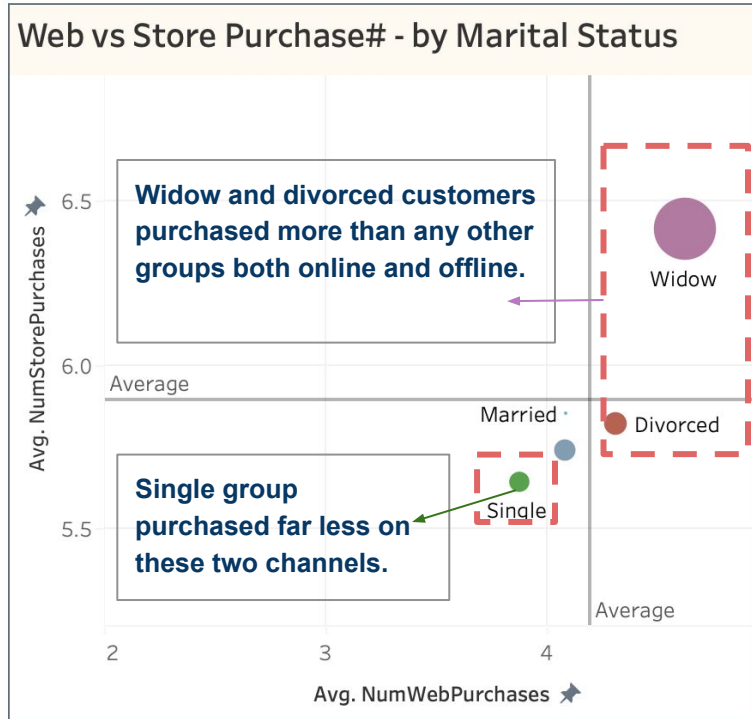 Web vs Store Purchase# - by Marital Status
Avg. NumStorePurchases
6.5
6.0
5.5
Widow and divorced customers
purchased more than any other
groups both online and offline.
Widow
Average
Married
Divorced
Single group
purchased far less on
these two channels.
Single
Average
2
3
4
Avg. NumWebPurchases